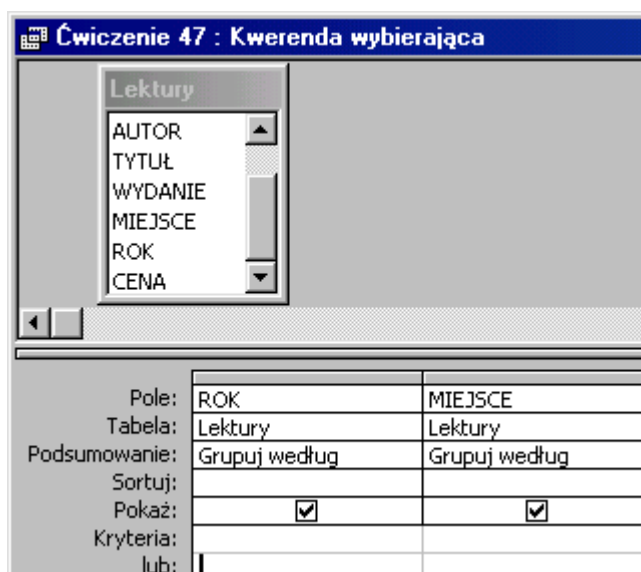 Ćwiczenie 47 : Kwerenda wybierająca
Lektury
AUTOR
TYTUŁ
WYDANIE
MIEJSCE
ROK
CENA
Pole: ROK MIEJSCE
Tabela: Lektury Lektury
Podsumowanie: Grupuj według Grupuj według
Sortuj:
Pokaż:
Kryteria:
lub: